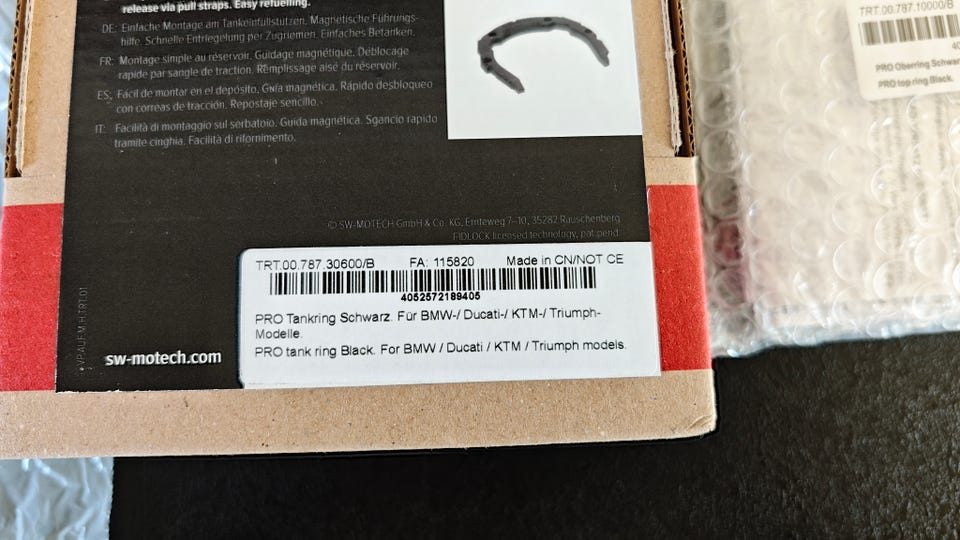 release via pull straps. Easy refuelling.
DE: Einfache Montage am Tankeinfüllstutzen. Magnetische Führungs-
hilfe. Schnelle Entriegelung per Zugriemen. Einfaches Betanken.
FR: Montage simple au réservoir. Guidage magnétique. Déblocage
rapide par sangle de traction. Remplissage aisé du réservoir.
ES: Fácil de montar en el depósito. Guía magnética. Rápido desbloqueo
con correas de tracción. Repostaje sencillo.
IT: Facilità di montaggio sul serbatoio. Guida magnetica. Sgancio rapido
tramite cinghia. Facilità di rifornimento.
© SW-MOTECH GmbH & Co. KG, Ernteweg 7–10, 35282 Rauschenberg
FIDLOCK licensed technology, pat.pend.
TRT.00.787.30600/B FA: 115820 Made in CN/NOT CE
4052572189405
PRO Tankring Schwarz. Für BMW-/ Ducati-/ KTM-/ Triumph-
Modelle.
PRO tank ring Black. For BMW / Ducati / KTM / Triumph models.
sw-motech.com
TRT.00.787.10000/B
40
PRO Oberring Schwar
PRO top ring Black.